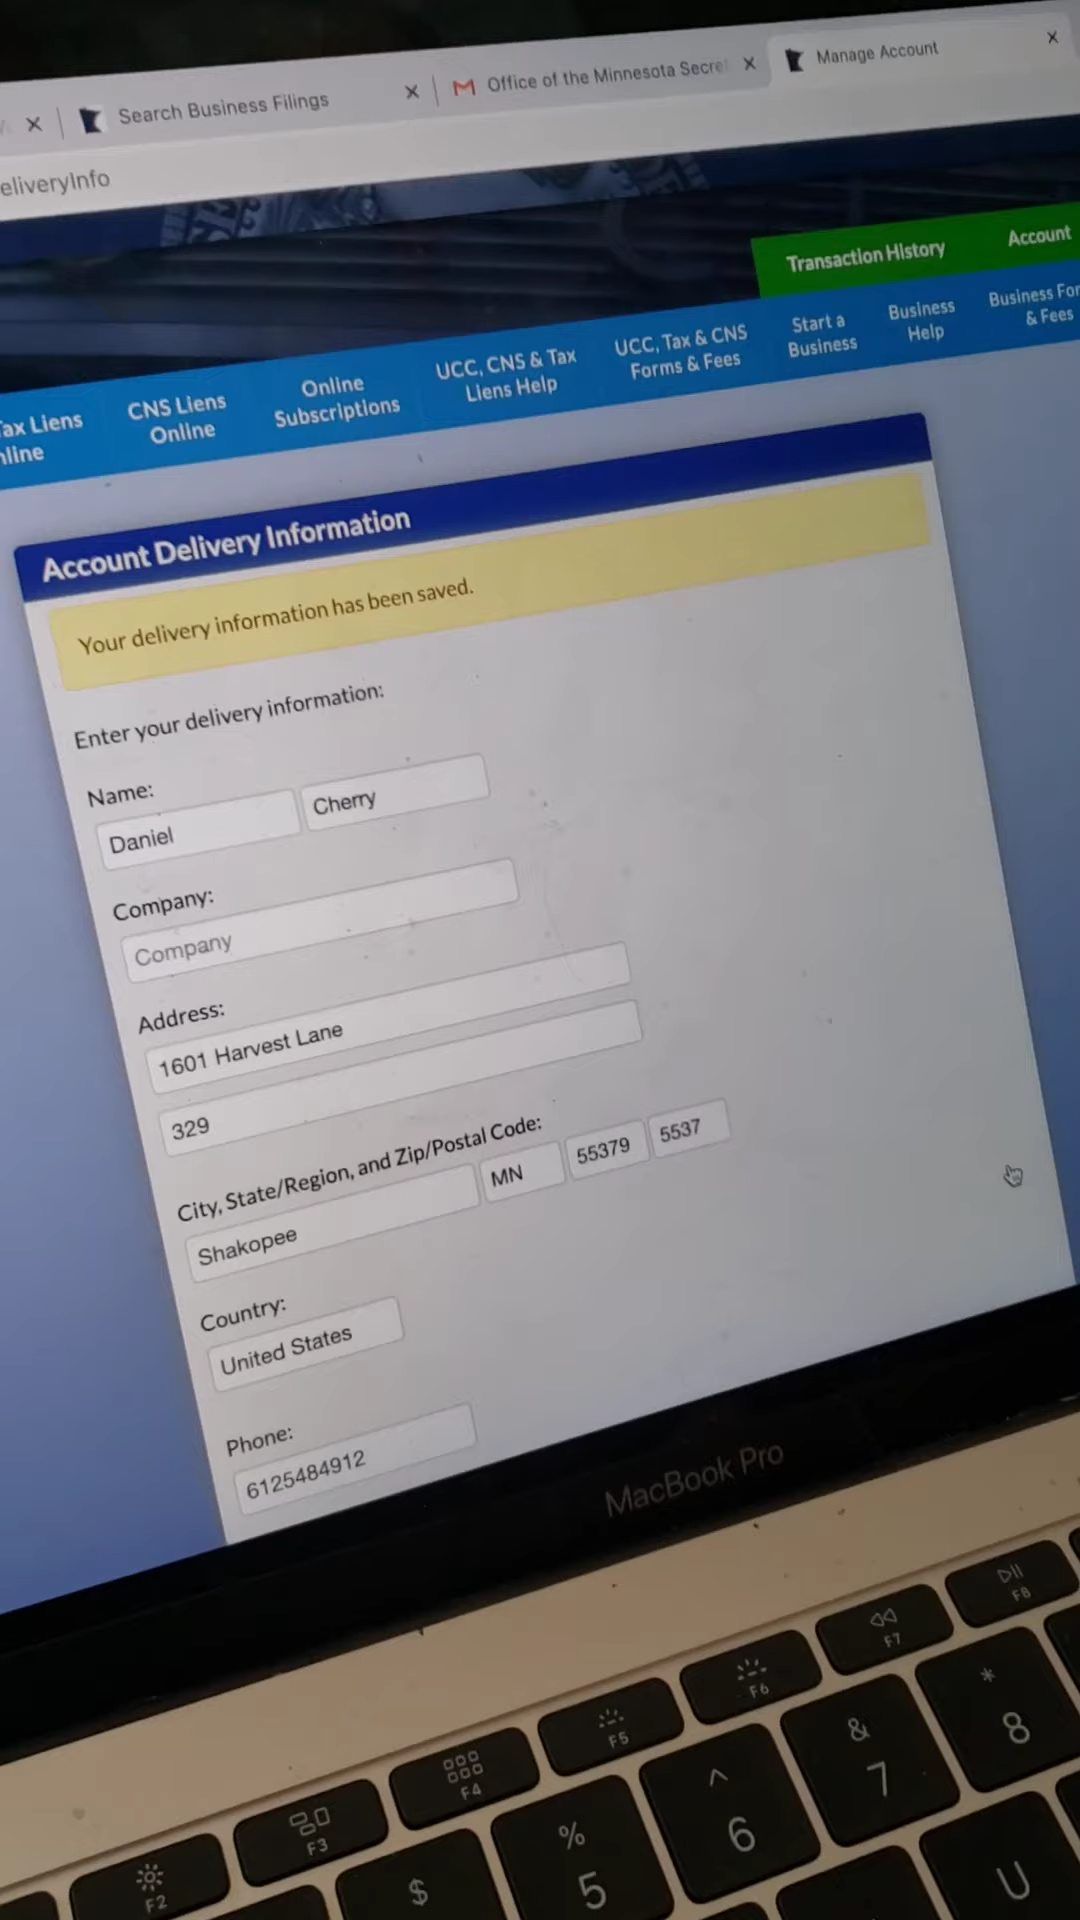 Search Business Filings
Office of the Minnesota Secre
Manage Account
eliveryInfo
Transaction History
Account
Tax Liens
nline
CNS Liens
Online
Online
Subscriptions
UCC, CNS & Tax
Liens Help
UCC, Tax & CNS
Forms & Fees
Start a
Business
Business
Help
Business For
& Fees
Account Delivery Information
Your delivery information has been saved.
Enter your delivery information:
Name:
Daniel
Cherry
Company:
Company
Address:
1601 Harvest Lane
329
City, State/Region, and Zip/Postal Code:
Shakopee
MN
55379
5537
Country:
United States
Phone:
6125484912
MacBook Pro
F2
F3
F4
F5
F6
F7
F8
$
%
5
^
6
&
7
*
8
U